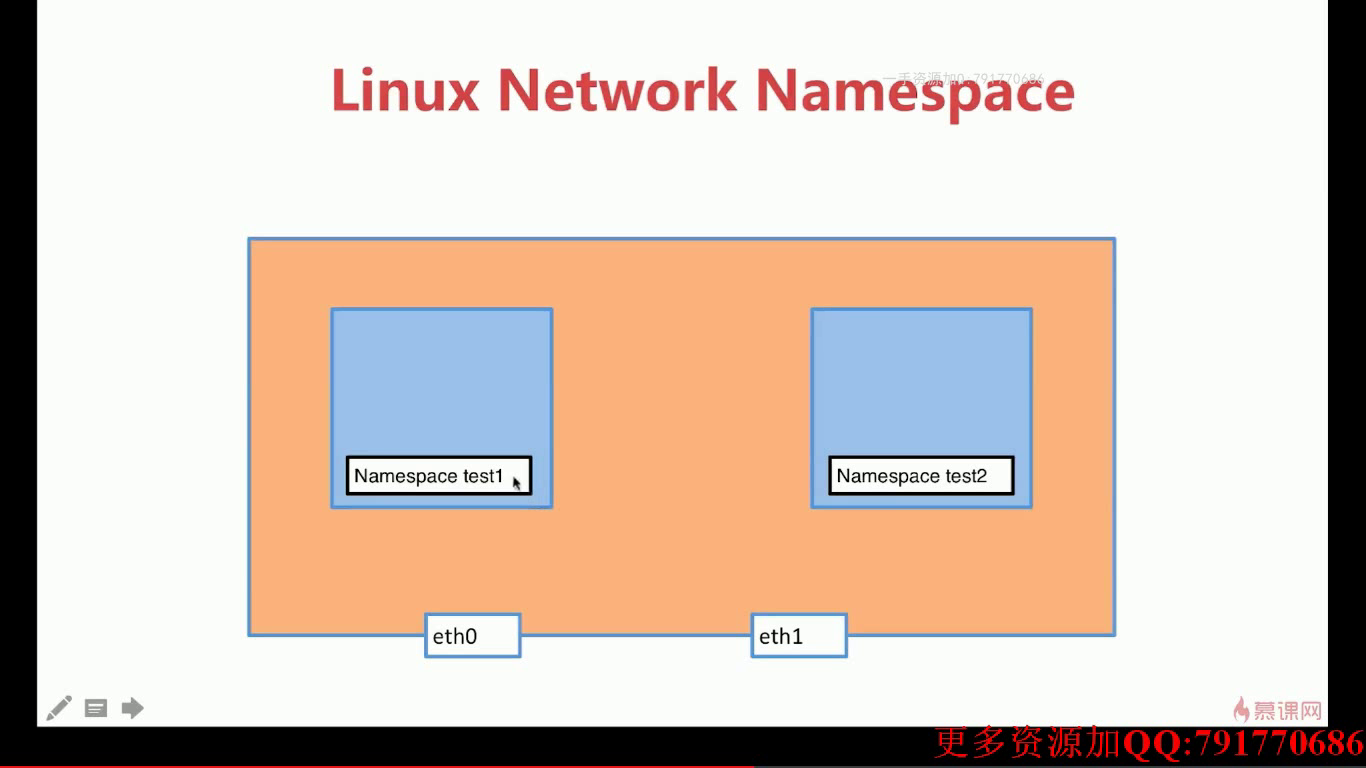 一手资源加Q:791770686
Linux Network Namespace
Namespace test1
Namespace test2
eth0
eth1
慕课网
更多资源加QQ:791770686